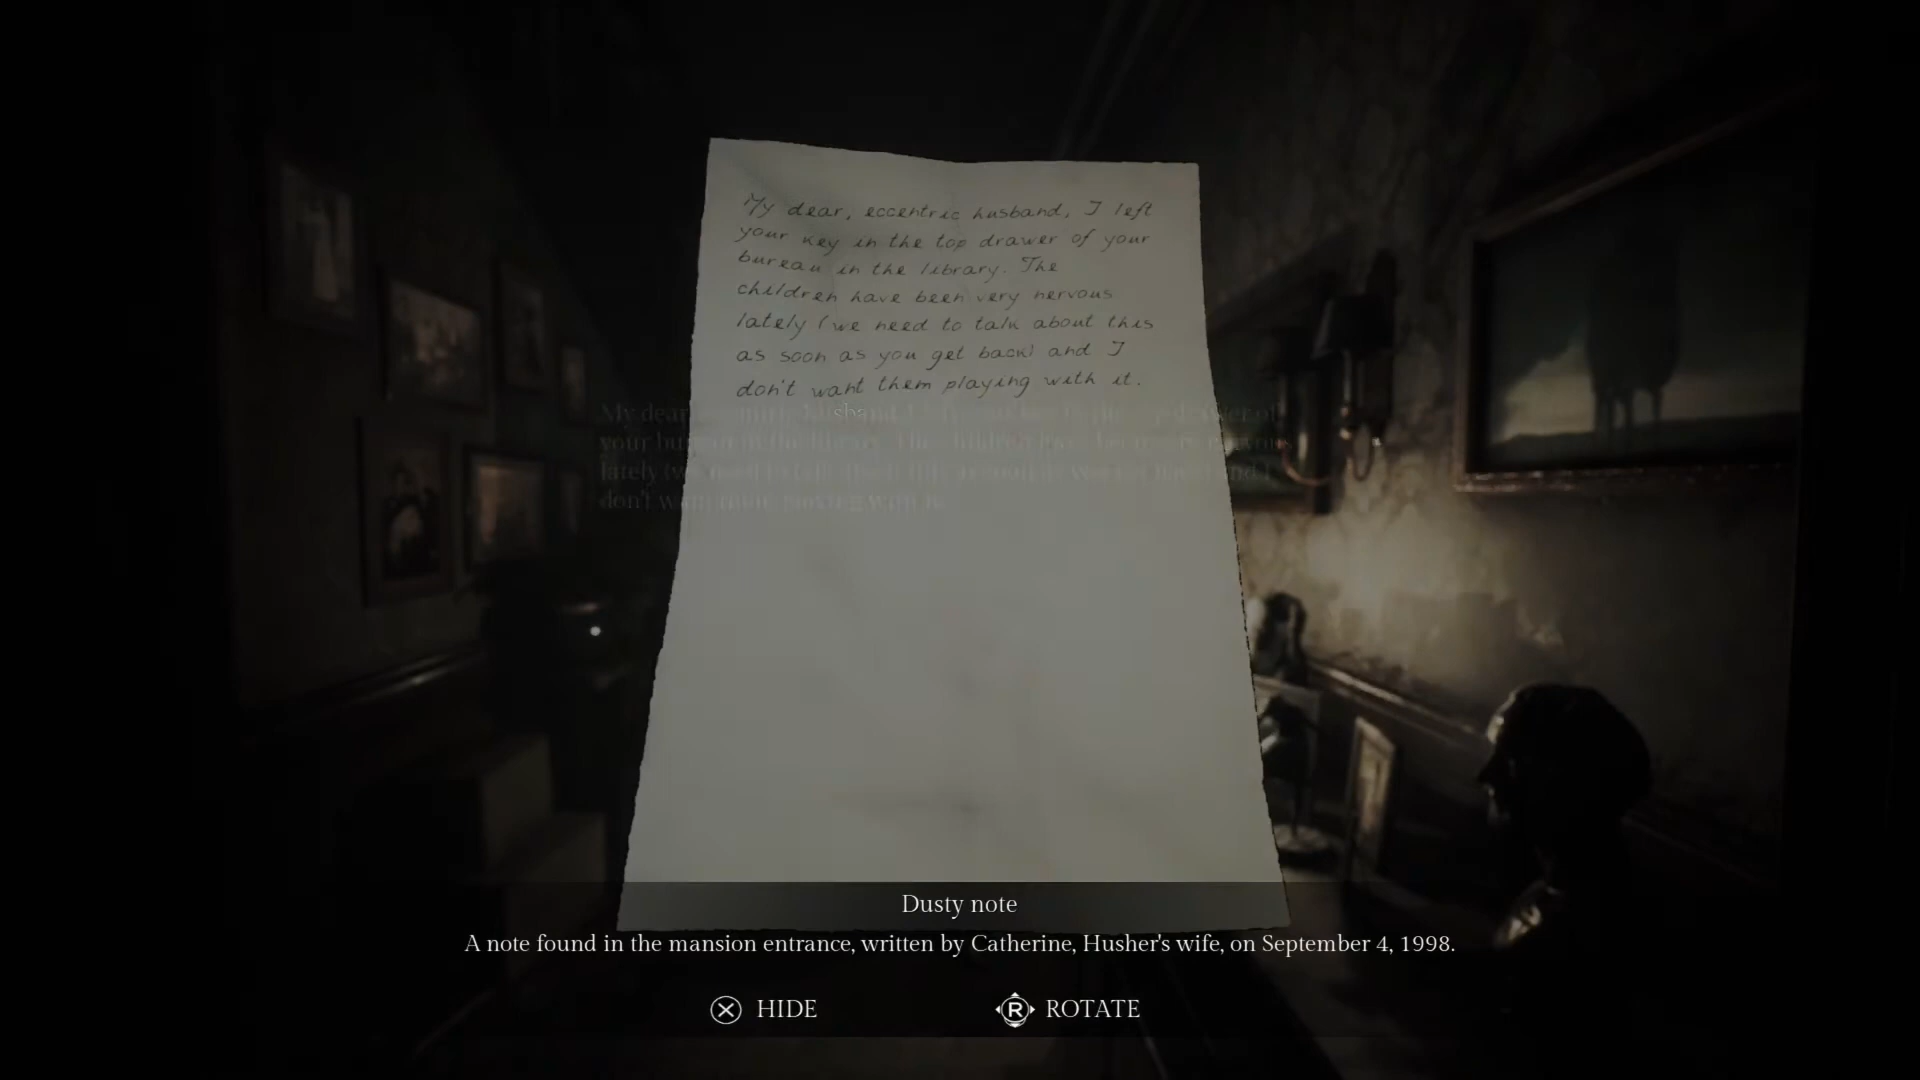 My dear, eccentric husband, I left
your key in the top drawer of your
bureau in the library. The
children have been very nervous
lately (we need to talk about this
as soon as you get back) and I
don't want them playing with it.
Dusty note
A note found in the mansion entrance, written by Catherine, Husher's wife, on September 4, 1998.
HIDE
R ROTATE